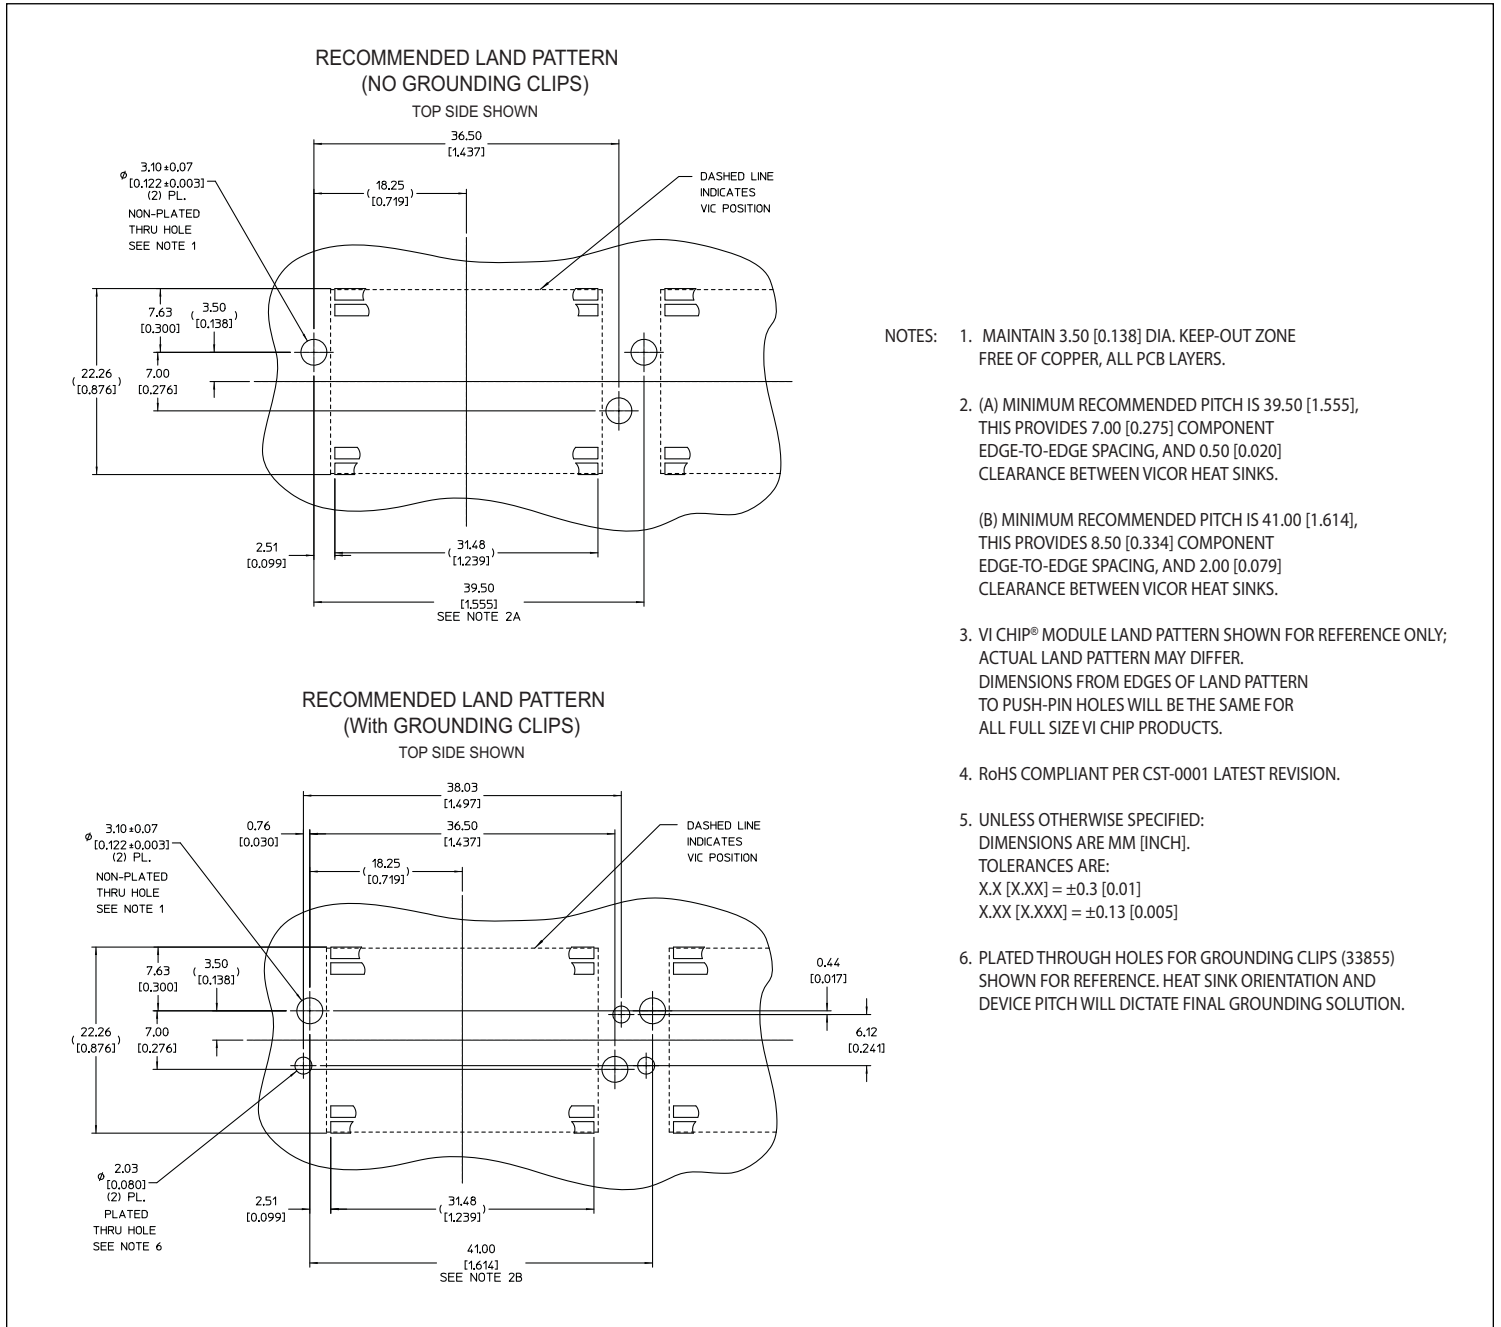 RECOMMENDED LAND PATTERN
(NO GROUNDING CLIPS)
TOP SIDE SHOWN
36.50
[1.437]
ø 3.10±0.07
[0.122±0.003]
(2) PL.
NON-PLATED
THRU HOLE
SEE NOTE 1
(18.25)
[0.719]
DASHED LINE
INDICATES
VIC POSITION
7.63
[0.300]
(3.50)
[0.138]
(22.26)
[0.876]
7.00
[0.276]
2.51
[0.099]
(31.48)
[1.239]
39.50
[1.555]
SEE NOTE 2A
RECOMMENDED LAND PATTERN
(With GROUNDING CLIPS)
TOP SIDE SHOWN
38.03
[1.497]
ø 3.10±0.07
[0.122±0.003]
(2) PL.
NON-PLATED
THRU HOLE
SEE NOTE 1
0.76
[0.030]
36.50
[1.437]
(18.25)
[0.719]
DASHED LINE
INDICATES
VIC POSITION
7.63
[0.300]
(3.50)
[0.138]
0.44
[0.017]
(22.26)
[0.876]
7.00
[0.276]
6.12
[0.241]
ø 2.03
[0.080]
(2) PL.
PLATED
THRU HOLE
SEE NOTE 6
2.51
[0.099]
(31.48)
[1.239]
41.00
[1.614]
SEE NOTE 2B
NOTES: 1. MAINTAIN 3.50 [0.138] DIA. KEEP-OUT ZONE
FREE OF COPPER, ALL PCB LAYERS.
2. (A) MINIMUM RECOMMENDED PITCH IS 39.50 [1.555],
THIS PROVIDES 7.00 [0.275] COMPONENT
EDGE-TO-EDGE SPACING, AND 0.50 [0.020]
CLEARANCE BETWEEN VICOR HEAT SINKS.
(B) MINIMUM RECOMMENDED PITCH IS 41.00 [1.614],
THIS PROVIDES 8.50 [0.334] COMPONENT
EDGE-TO-EDGE SPACING, AND 2.00 [0.079]
CLEARANCE BETWEEN VICOR HEAT SINKS.
3. VI CHIP® MODULE LAND PATTERN SHOWN FOR REFERENCE ONLY;
ACTUAL LAND PATTERN MAY DIFFER.
DIMENSIONS FROM EDGES OF LAND PATTERN
TO PUSH-PIN HOLES WILL BE THE SAME FOR
ALL FULL SIZE VI CHIP PRODUCTS.
4. RoHS COMPLIANT PER CST-0001 LATEST REVISION.
5. UNLESS OTHERWISE SPECIFIED:
DIMENSIONS ARE MM [INCH].
TOLERANCES ARE:
X.X [X.XX] = ±0.3 [0.01]
X.XX [X.XXX] = ±0.13 [0.005]
6. PLATED THROUGH HOLES FOR GROUNDING CLIPS (33855)
SHOWN FOR REFERENCE. HEAT SINK ORIENTATION AND
DEVICE PITCH WILL DICTATE FINAL GROUNDING SOLUTION.